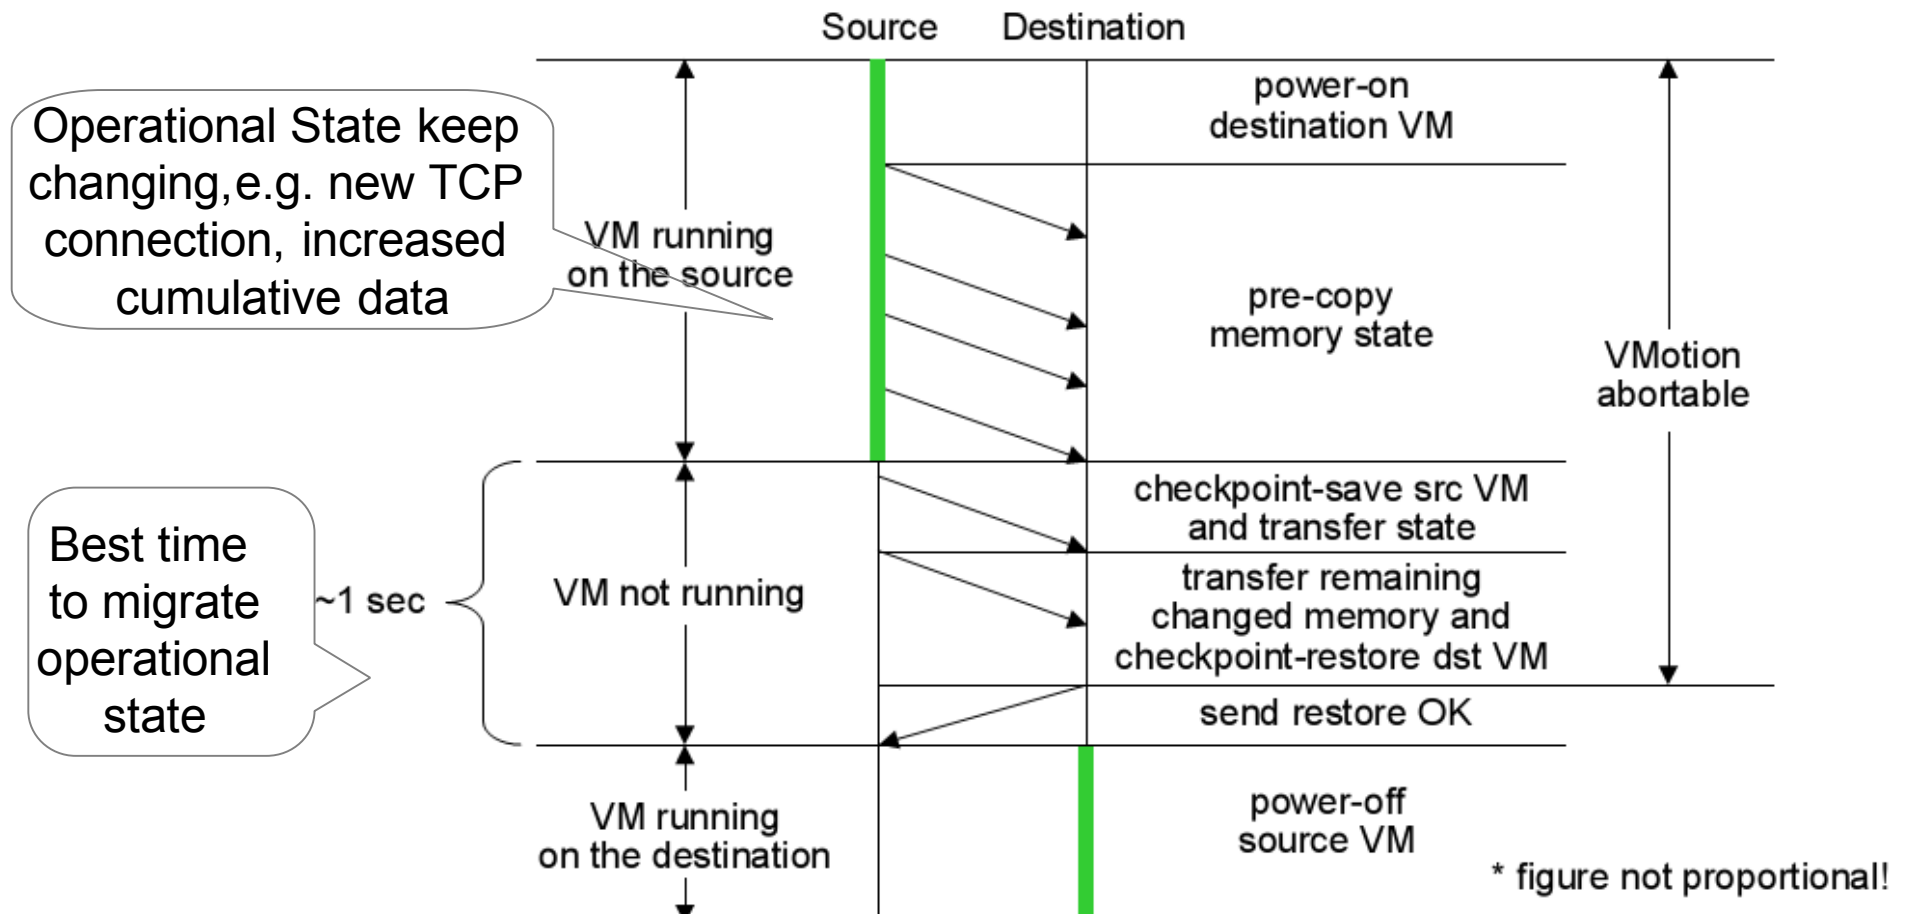 Source
Destination
Operational State keep
changing,e.g. new TCP
connection, increased
cumulative data
VM running
on the source
power-on
destination VM
pre-copy
memory state
VMotion
abortable
Best time
to migrate
operational
state
~1 sec
VM not running
checkpoint-save src VM
and transfer state
transfer remaining
changed memory and
checkpoint-restore dst VM
send restore OK
VM running
on the destination
power-off
source VM
* figure not proportional!